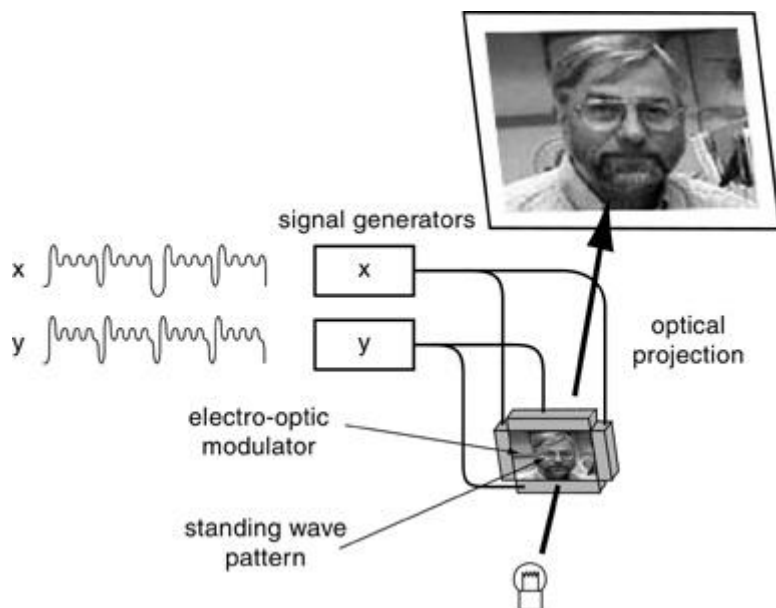 signal generators
x
x
y
y
optical
projection
electro-optic
modulator
standing wave
pattern